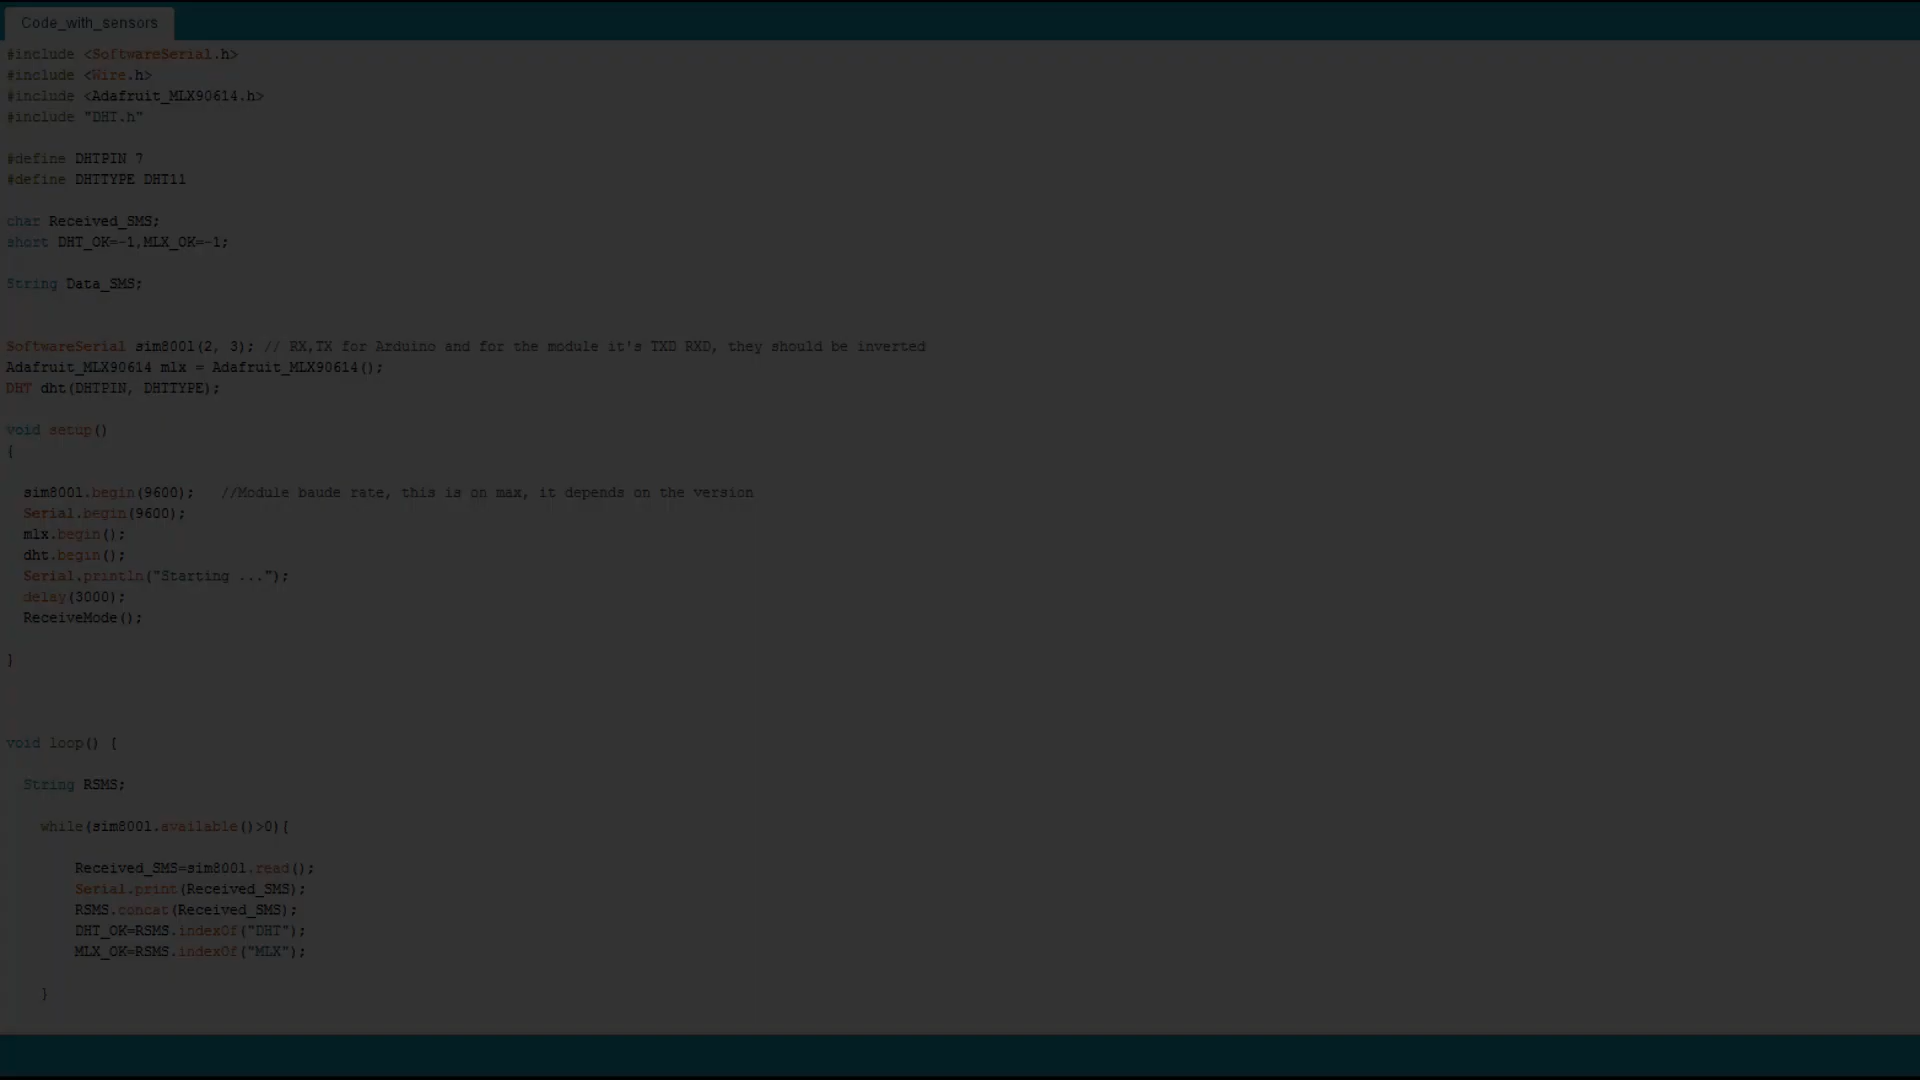 Code_with_sensors
#include <SoftwareSerial.h>
#include <Wire.h>
#include <Adafruit_MLX90614.h>
#include "DHT.h"
#define DHTPIN 7
#define DHTTYPE DHT11
char Received_SMS;
short DHT_OK=-1,MLX_OK=-1;
String Data_SMS;
SoftwareSerial sim800l(2, 3); // RX,TX for Arduino and for the module it's TXD RXD, they should be inverted
Adafruit_MLX90614 mlx = Adafruit_MLX90614();
DHT dht(DHTPIN, DHTTYPE);
void setup()
{
sim800l.begin(9600);   //Module baude rate, this is on max, it depends on the version
Serial.begin(9600);
mlx.begin();
dht.begin();
Serial.println("Starting ...");
delay(3000);
ReceiveMode();
}
void loop() {
String RSMS;
while(sim800l.available()>0){
Received_SMS=sim800l.read();
Serial.print(Received_SMS);
RSMS.concat(Received_SMS);
DHT_OK=RSMS.indexOf("DHT");
MLX_OK=RSMS.indexOf("MLX");
}